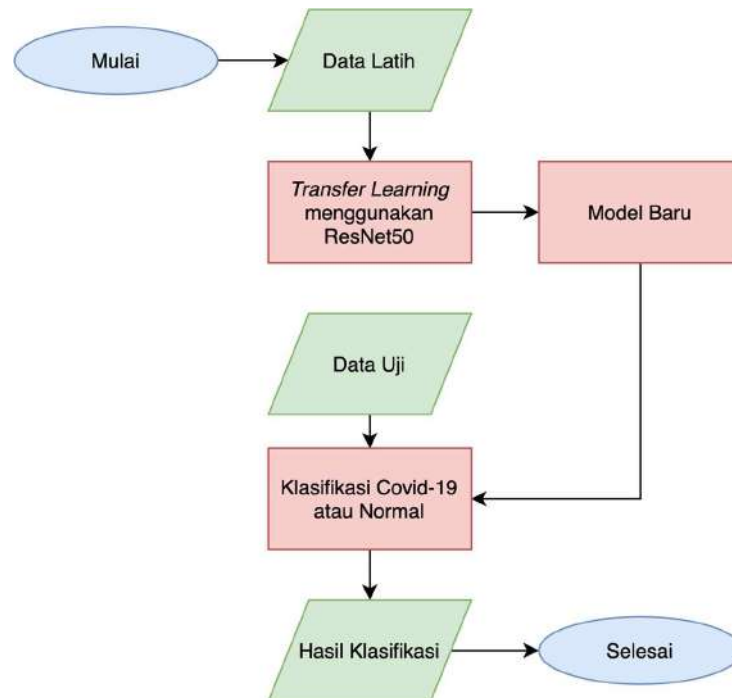 Mulai
Data Latih
Transfer Learning
menggunakan
ResNet50
Model Baru
Data Uji
Klasifikasi Covid-19
atau Normal
Hasil Klasifikasi
Selesai